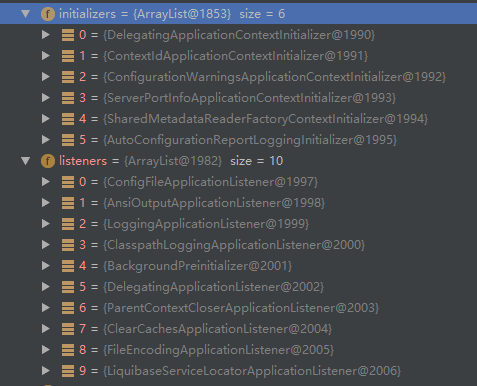 f initializers = {ArrayList@1853} size = 6
0 = {DelegatingApplicationContextInitializer@1990}
1 = {ContextIdApplicationContextInitializer@1991}
2 = {ConfigurationWarningsApplicationContextInitializer@1992}
3 = {ServerPortInfoApplicationContextInitializer@1993}
4 = {SharedMetadataReaderFactoryContextInitializer@1994}
5 = {AutoConfigurationReportLoggingInitializer@1995}
f listeners = {ArrayList@1982} size = 10
0 = {ConfigFileApplicationListener@1997}
1 = {AnsiOutputApplicationListener@1998}
2 = {LoggingApplicationListener@1999}
3 = {ClasspathLoggingApplicationListener@2000}
4 = {BackgroundPreinitializer@2001}
5 = {DelegatingApplicationListener@2002}
6 = {ParentContextCloserApplicationListener@2003}
7 = {ClearCachesApplicationListener@2004}
8 = {FileEncodingApplicationListener@2005}
9 = {LiquibaseServiceLocatorApplicationListener@2006}